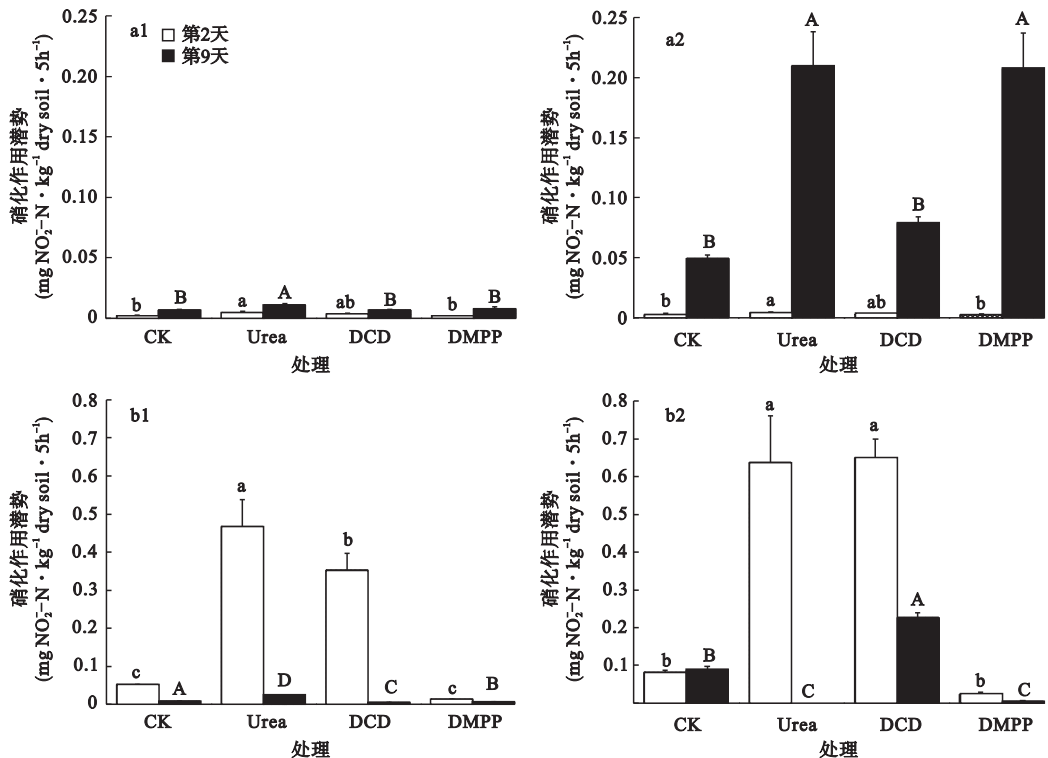 a1
第2天
第9天
硝化作用潜势
(mg NO₂⁻–N·kg⁻¹ dry soil·5h⁻¹)
0.25
0.20
0.15
0.10
0.05
0
b B a A ab B b B
CK Urea DCD DMPP
处理
a2
硝化作用潜势
(mg NO₂⁻–N·kg⁻¹ dry soil·5h⁻¹)
0.25
0.20
0.15
0.10
0.05
0
b B a A ab B b A
CK Urea DCD DMPP
处理
b1
硝化作用潜势
(mg NO₂⁻–N·kg⁻¹ dry soil·5h⁻¹)
0.8
0.7
0.6
0.5
0.4
0.3
0.2
0.1
0
c A a D b C c B
CK Urea DCD DMPP
处理
b2
硝化作用潜势
(mg NO₂⁻–N·kg⁻¹ dry soil·5h⁻¹)
0.8
0.7
0.6
0.5
0.4
0.3
0.2
0.1
b B a C a A b C
CK Urea DCD DMPP
处理